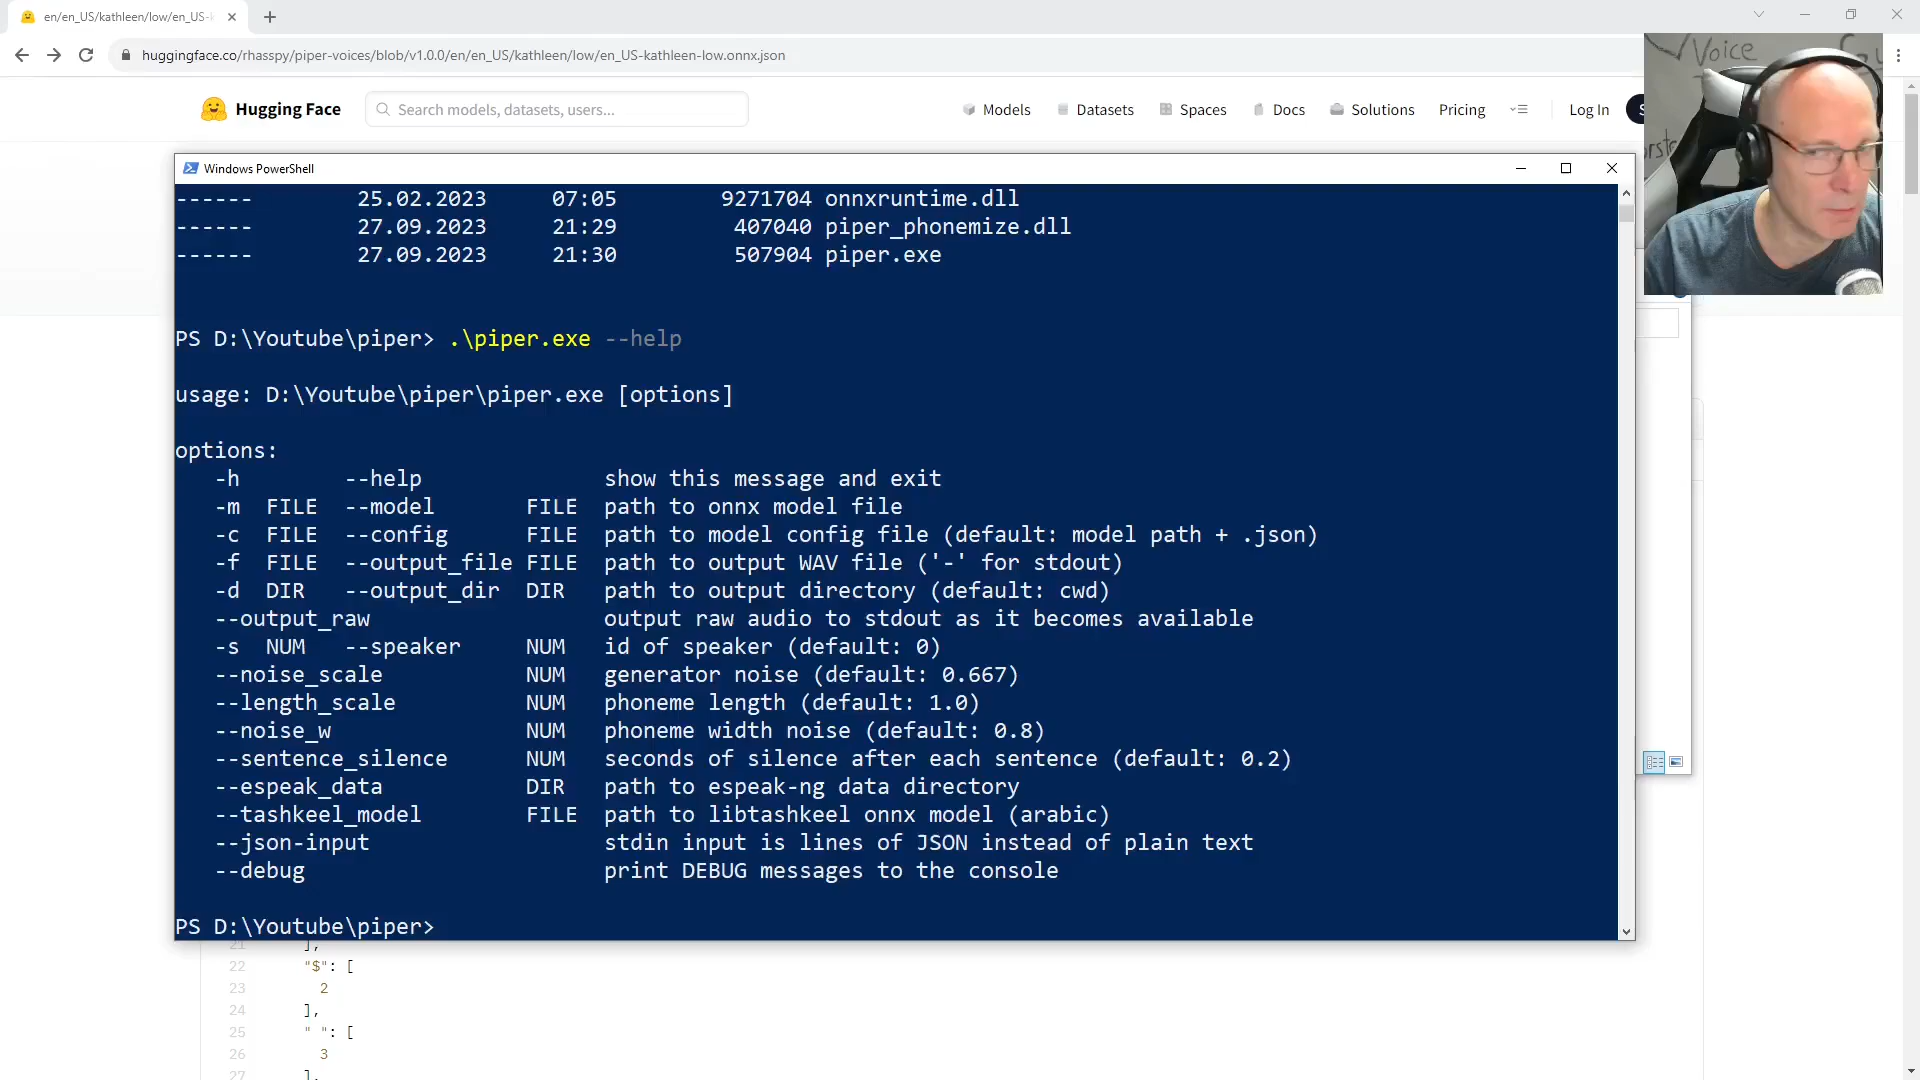 en/en_US/kathleen/low/en_US-k
huggingface.co/rhasspy/piper-voices/blob/v1.0.0/en/en_US/kathleen/low/en_US-kathleen-low.onnx.json
Hugging Face
Search models, datasets, users...
Models
Datasets
Spaces
Docs
Solutions
Pricing
Log In
S
Voice
Windows PowerShell
------ 25.02.2023 07:05 9271704 onnxruntime.dll
------ 27.09.2023 21:29 407040 piper_phonemize.dll
------ 27.09.2023 21:30 507904 piper.exe
PS D:\Youtube\piper> .\piper.exe --help
usage: D:\Youtube\piper\piper.exe [options]
options:
-h --help show this message and exit
-m FILE --model FILE path to onnx model file
-c FILE --config FILE path to model config file (default: model path + .json)
-f FILE --output_file FILE path to output WAV file ('-' for stdout)
-d DIR --output_dir DIR path to output directory (default: cwd)
--output_raw output raw audio to stdout as it becomes available
-s NUM --speaker NUM id of speaker (default: 0)
--noise_scale NUM generator noise (default: 0.667)
--length_scale NUM phoneme length (default: 1.0)
--noise_w NUM phoneme width noise (default: 0.8)
--sentence_silence NUM seconds of silence after each sentence (default: 0.2)
--espeak_data DIR path to espeak-ng data directory
--tashkeel_model FILE path to libtashkeel onnx model (arabic)
--json-input stdin input is lines of JSON instead of plain text
--debug print DEBUG messages to the console
PS D:\Youtube\piper>
21 ],
22 "$": [
23 2
24 ],
25 " ": [
26 3
27 ],